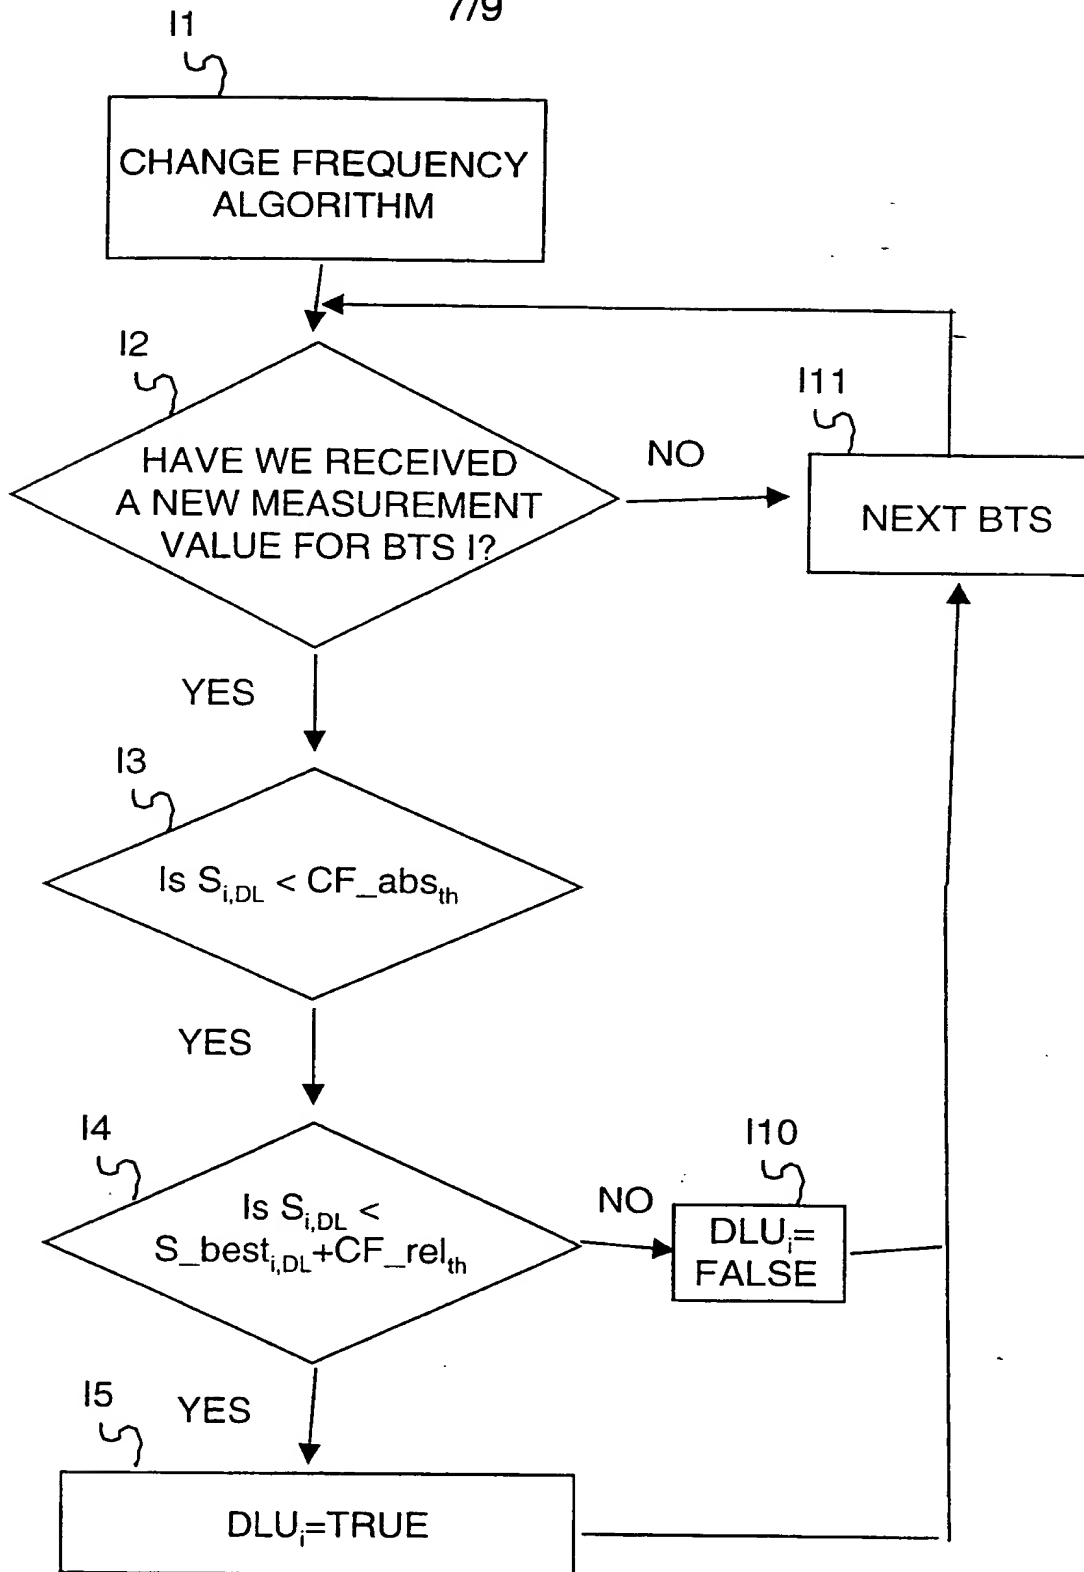 7/9
I1
CHANGE FREQUENCY
ALGORITHM
I2
HAVE WE RECEIVED
A NEW MEASUREMENT
VALUE FOR BTS I?
NO
I11
NEXT BTS
YES
I3
Is S_{i,DL} < CF_abs_{th}
YES
I4
Is S_{i,DL} <
S_best_{i,DL}+CF_rel_{th}
NO
I10
DLU_i=
FALSE
YES
I5
DLU_i=TRUE